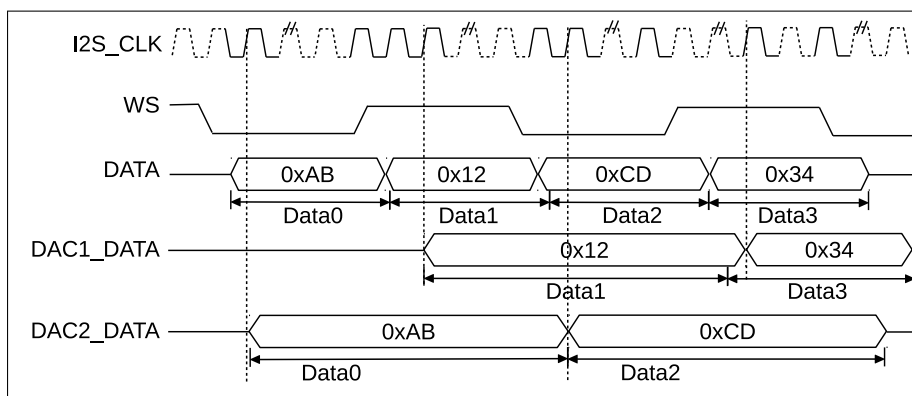 I2S_CLK
WS
DATA 0xAB 0x12 0xCD 0x34
Data0 Data1 Data2 Data3
DAC1_DATA 0x12 0x34
Data1 Data3
DAC2_DATA 0xAB 0xCD
Data0 Data2